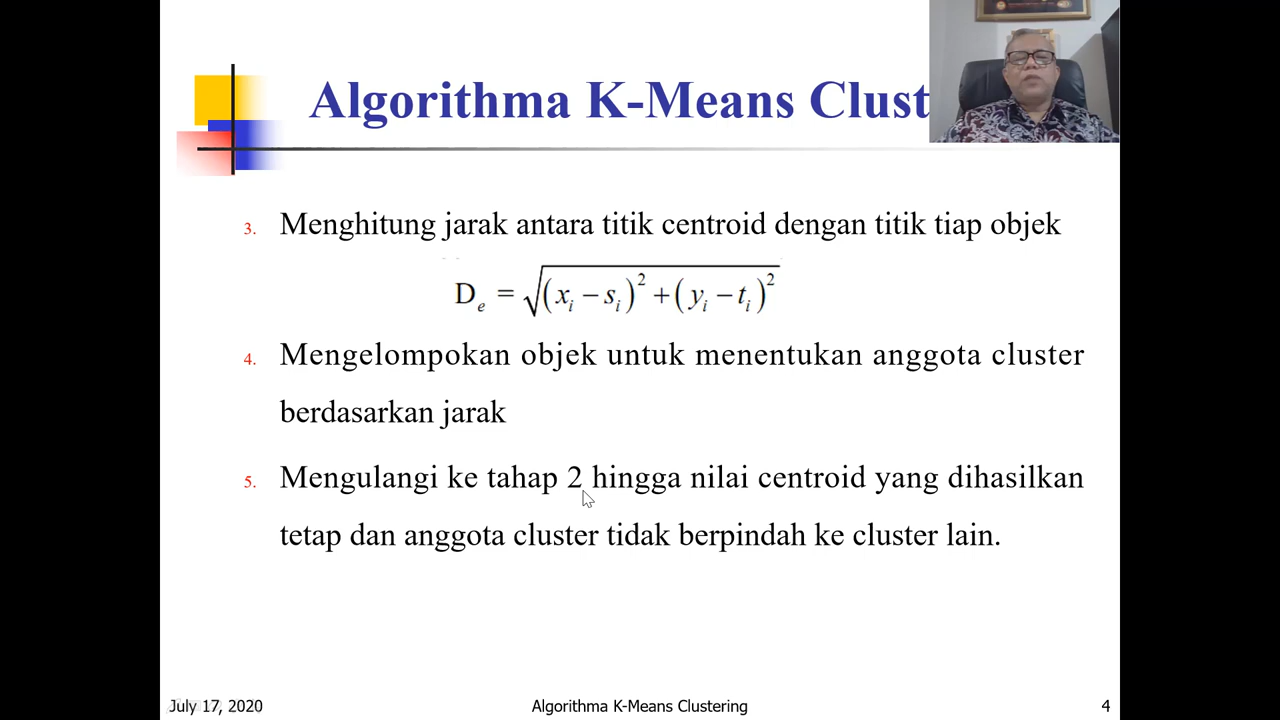 Algorithma K-Means Clust
3. Menghitung jarak antara titik centroid dengan titik tiap objek
D_e = √((x_i − s_i)² + (y_i − t_i)²)
4. Mengelompokan objek untuk menentukan anggota cluster
berdasarkan jarak
5. Mengulangi ke tahap 2 hingga nilai centroid yang dihasilkan
tetap dan anggota cluster tidak berpindah ke cluster lain.
July 17, 2020
Algorithma K-Means Clustering
4